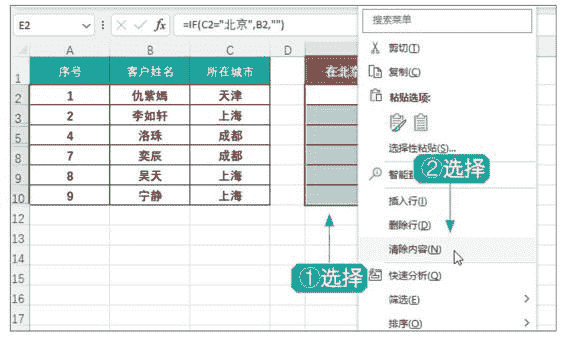 E2 fx =IF(C2="北京",B2,"")
A B C D
1 序号 客户姓名 所在城市 在北京
2 1 仇紫嫣 天津
3 2 李如轩 上海
5 4 洛珠 成都
8 7 奕辰 成都
9 8 吴天 上海
10 9 宁静 上海
12
13
14
15
16
17
①选择
搜索菜单
剪切(T)
复制(C)
粘贴选项:
选择性粘贴(S)...
智能
②选择
插入行(I)
删除行(D)
清除内容(N)
快速分析(Q)
筛选(E)
排序(O)